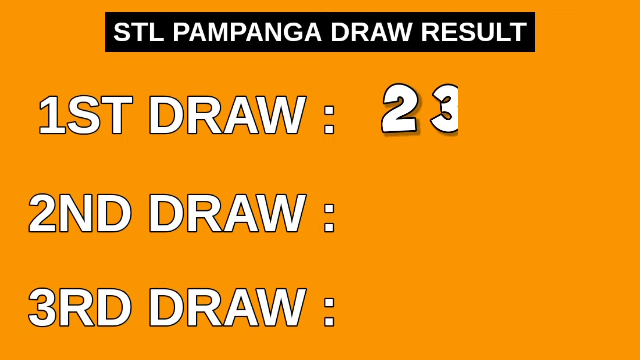 STL PAMPANGA DRAW RESULT
1ST DRAW : 2 3
2ND DRAW :
3RD DRAW :